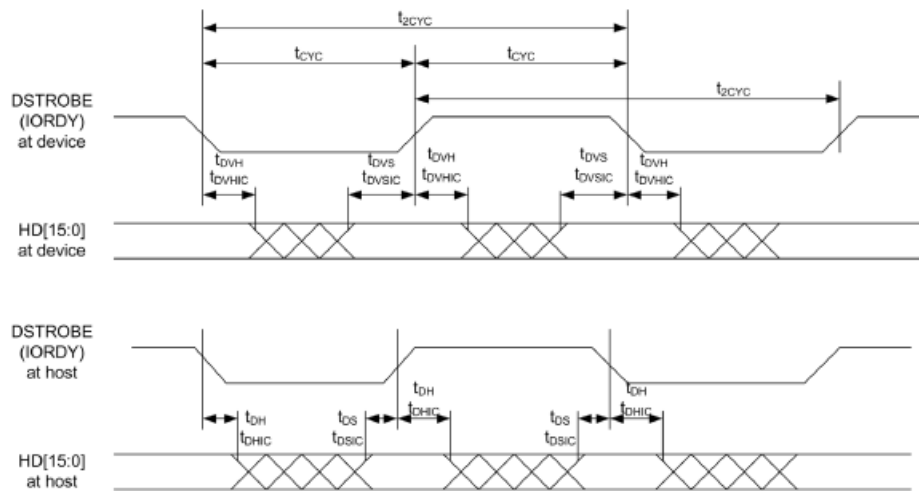 t2CYC
tCYC tCYC
t2CYC
DSTROBE
(IORDY)
at device
tDVH tDVS tDVH tDVS tDVH
tDVHIC tDVSIC tDVHIC tDVSIC tDVHIC
HD[15:0]
at device
DSTROBE
(IORDY)
at host
tDH tDS tDH tDS tDH
tDHIC tDSIC tDHIC tDSIC tDHIC
HD[15:0]
at host